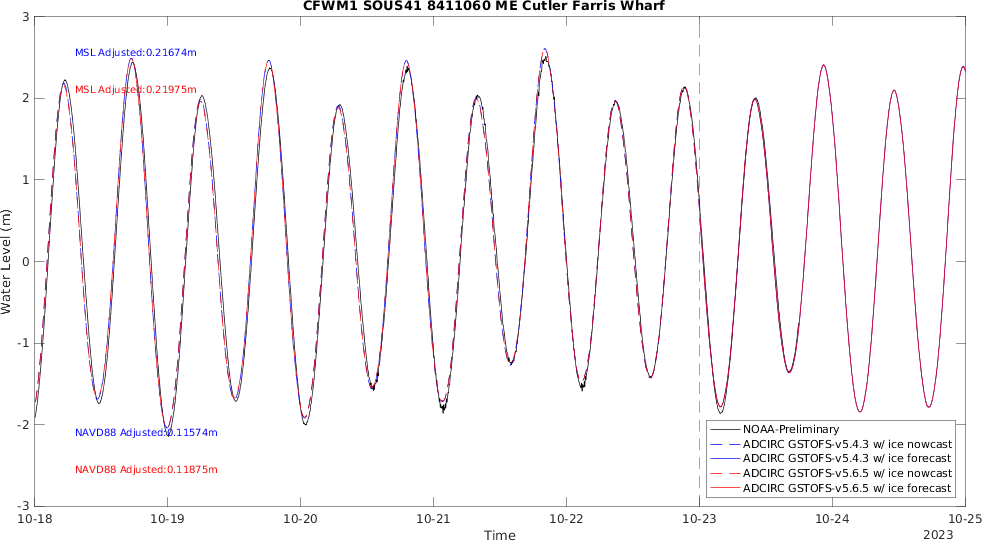 CFWM1 SOUS41 8411060 ME Cutler Farris Wharf
3
2
1
0
-1
-2
-3
Water Level (m)
MSL Adjusted:0.21674m
MSL Adjusted:0.21975m
NAVD88 Adjusted:0.11574m
NAVD88 Adjusted:0.11875m
NOAA-Preliminary
ADCIRC GSTOFS-v5.4.3 w/ ice nowcast
ADCIRC GSTOFS-v5.4.3 w/ ice forecast
ADCIRC GSTOFS-v5.6.5 w/ ice nowcast
ADCIRC GSTOFS-v5.6.5 w/ ice forecast
10-18 10-19 10-20 10-21 10-22 10-23 10-24 10-25
Time
2023